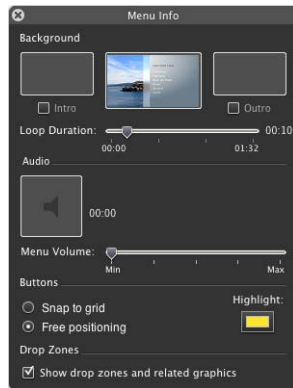 Menu Info
Background
Intro
Outro
Loop Duration: 00:10
00:00 01:32
Audio
00:00
Menu Volume:
Min Max
Buttons
Snap to grid
Highlight:
Free positioning
Drop Zones
Show drop zones and related graphics